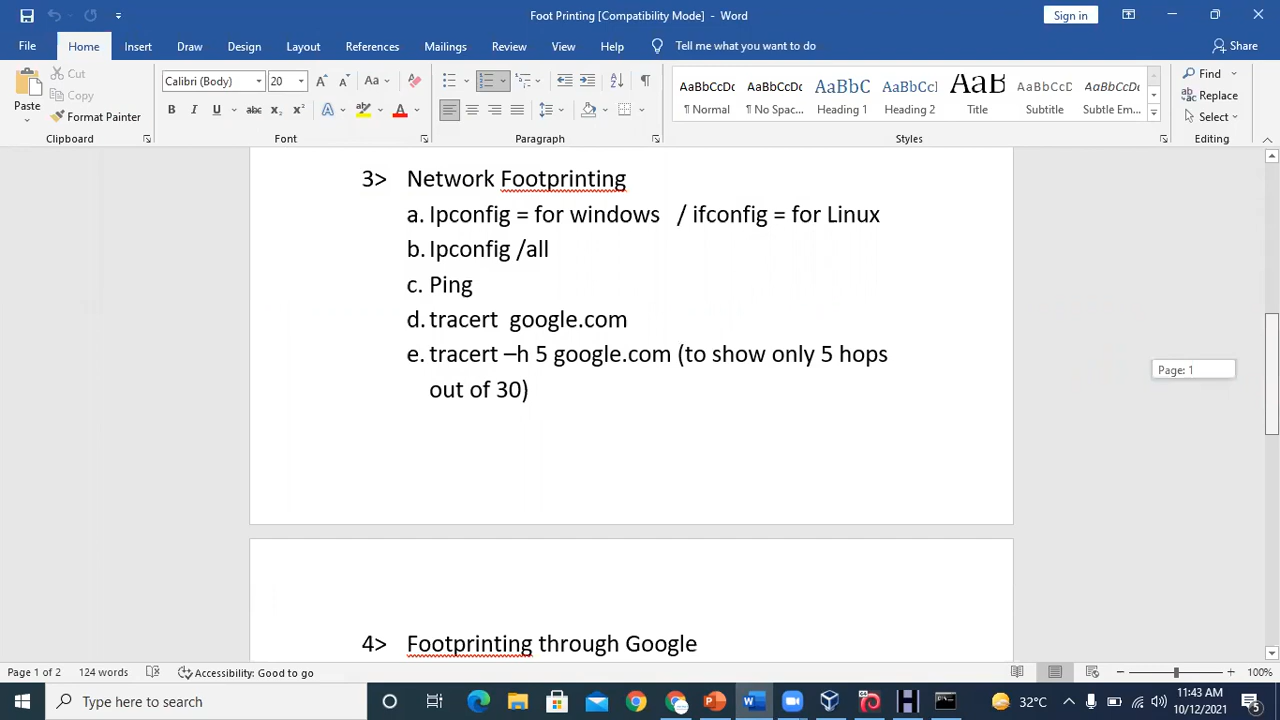 Foot Printing [Compatibility Mode] - Word
Sign in
File Home Insert Draw Design Layout References Mailings Review View Help Tell me what you want to do Share
Paste
Cut
Copy
Format Painter
Clipboard
Calibri (Body) 20
Font
Paragraph
AaBbCcDc AaBbCcDc AaBbC AaBbCcl AaB AaBbCcDc AaBbCcDc
¶ Normal ¶ No Spac... Heading 1 Heading 2 Title Subtitle Subtle Em...
Styles
Find
Replace
Select
Editing
3> Network Footprinting
a. Ipconfig = for windows / ifconfig = for Linux
b. Ipconfig /all
c. Ping
d. tracert google.com
e. tracert –h 5 google.com (to show only 5 hops
out of 30)
Page: 1
4> Footprinting through Google
Page 1 of 2 124 words Accessibility: Good to go 100%
Type here to search
32°C
11:43 AM
10/12/2021
5